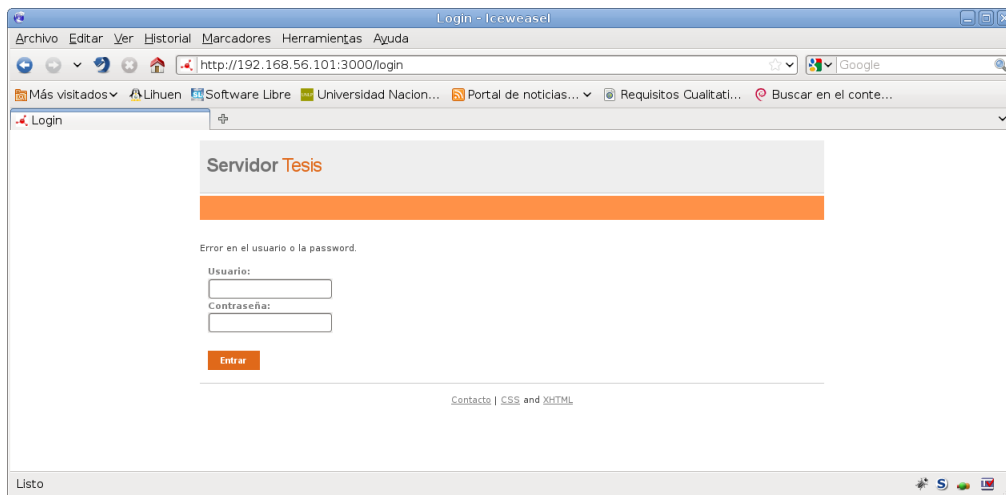 Login - Iceweasel
Archivo Editar Ver Historial Marcadores Herramientas Ayuda
http://192.168.56.101:3000/login Google
Más visitados Lihuen Software Libre Universidad Nacion... Portal de noticias... Requisitos Cualitati... Buscar en el conte...
Login
Servidor Tesis
Error en el usuario o la password.
Usuario:
Contraseña:
Entrar
Contacto | CSS and XHTML
Listo